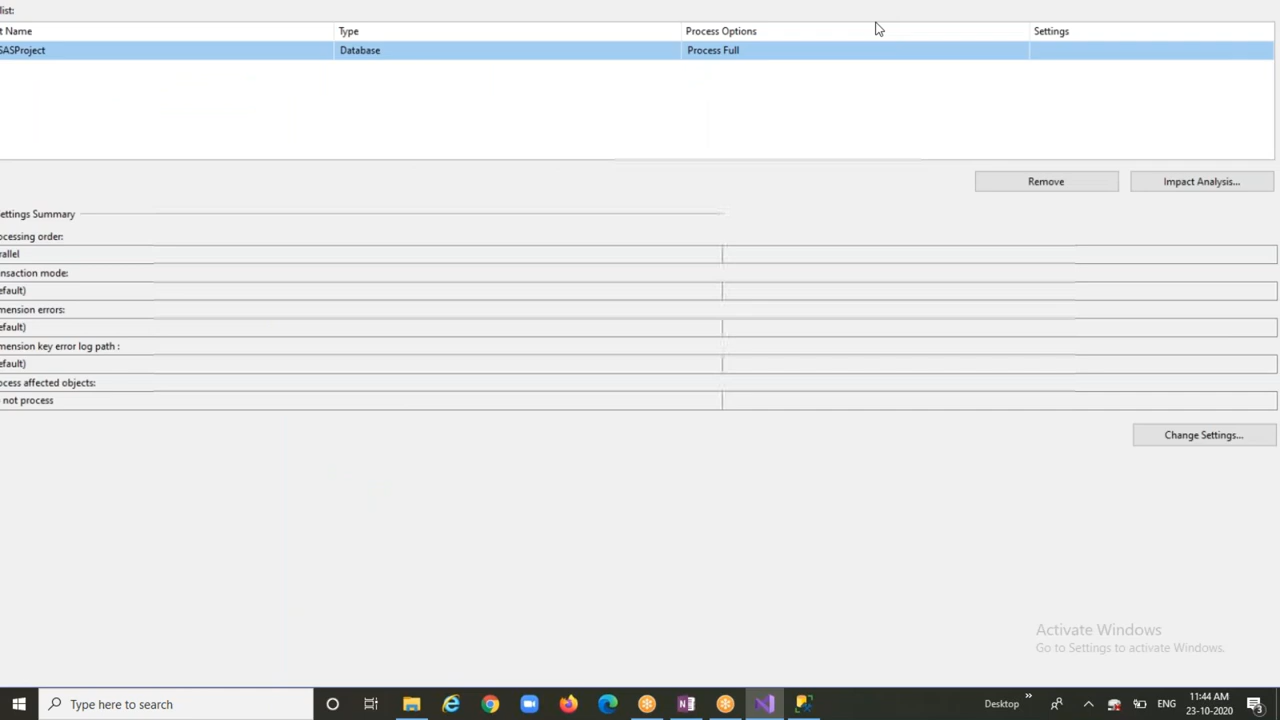 list:
t Name Type Process Options Settings
SASProject Database Process Full
Remove Impact Analysis...
ettings Summary
ocessing order:
rallel
nsaction mode:
efault)
mension errors:
efault)
mension key error log path :
efault)
ocess affected objects:
not process
Change Settings...
Activate Windows
Go to Settings to activate Windows.
Type here to search Desktop ENG 11:44 AM
23-10-2020 3